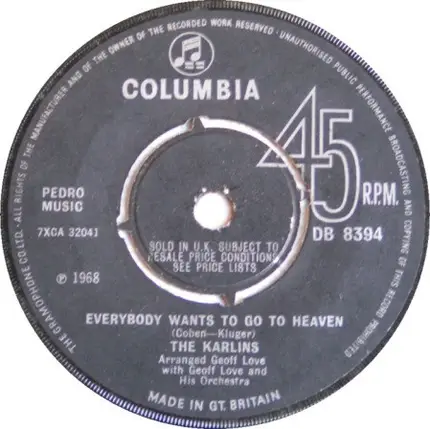 ALL RIGHTS OF THE MANUFACTURER AND OF THE OWNER OF THE RECORDED WORK RESERVED · UNAUTHORISED PUBLIC PERFORMANCE BROADCASTING AND COPYING OF THIS RECORD PROHIBITED
THE GRAMOPHONE CO. LTD.
COLUMBIA
45
R.P.M.
PEDRO
MUSIC
7XCA 32041
DB 8394
SOLD IN U.K. SUBJECT TO
RESALE PRICE CONDITIONS
SEE PRICE LISTS
℗ 1968
EVERYBODY WANTS TO GO TO HEAVEN
(Coben—Kluger)
THE KARLINS
Arranged Geoff Love
with Geoff Love and
His Orchestra
MADE IN GT. BRITAIN